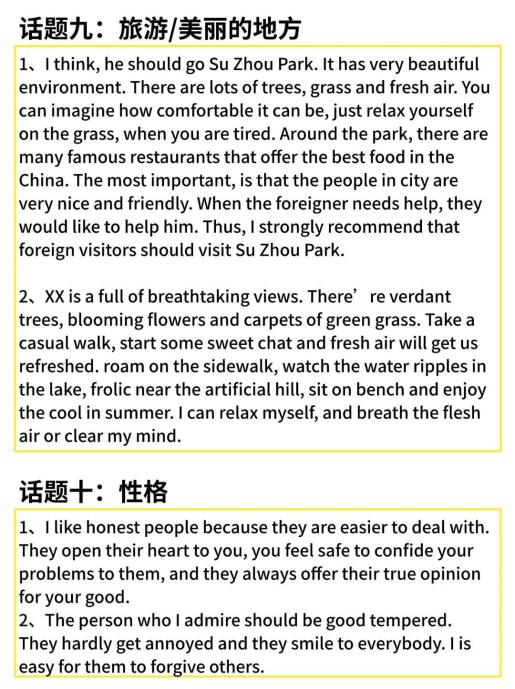 话题九：旅游/美丽的地方
1、I think, he should go Su Zhou Park. It has very beautiful
environment. There are lots of trees, grass and fresh air. You
can imagine how comfortable it can be, just relax yourself
on the grass, when you are tired. Around the park, there are
many famous restaurants that offer the best food in the
China. The most important, is that the people in city are
very nice and friendly. When the foreigner needs help, they
would like to help him. Thus, I strongly recommend that
foreign visitors should visit Su Zhou Park.
2、XX is a full of breathtaking views. There’re verdant
trees, blooming flowers and carpets of green grass. Take a
casual walk, start some sweet chat and fresh air will get us
refreshed. roam on the sidewalk, watch the water ripples in
the lake, frolic near the artificial hill, sit on bench and enjoy
the cool in summer. I can relax myself, and breath the flesh
air or clear my mind.
话题十：性格
1、I like honest people because they are easier to deal with.
They open their heart to you, you feel safe to confide your
problems to them, and they always offer their true opinion
for your good.
2、The person who I admire should be good tempered.
They hardly get annoyed and they smile to everybody. I is
easy for them to forgive others.